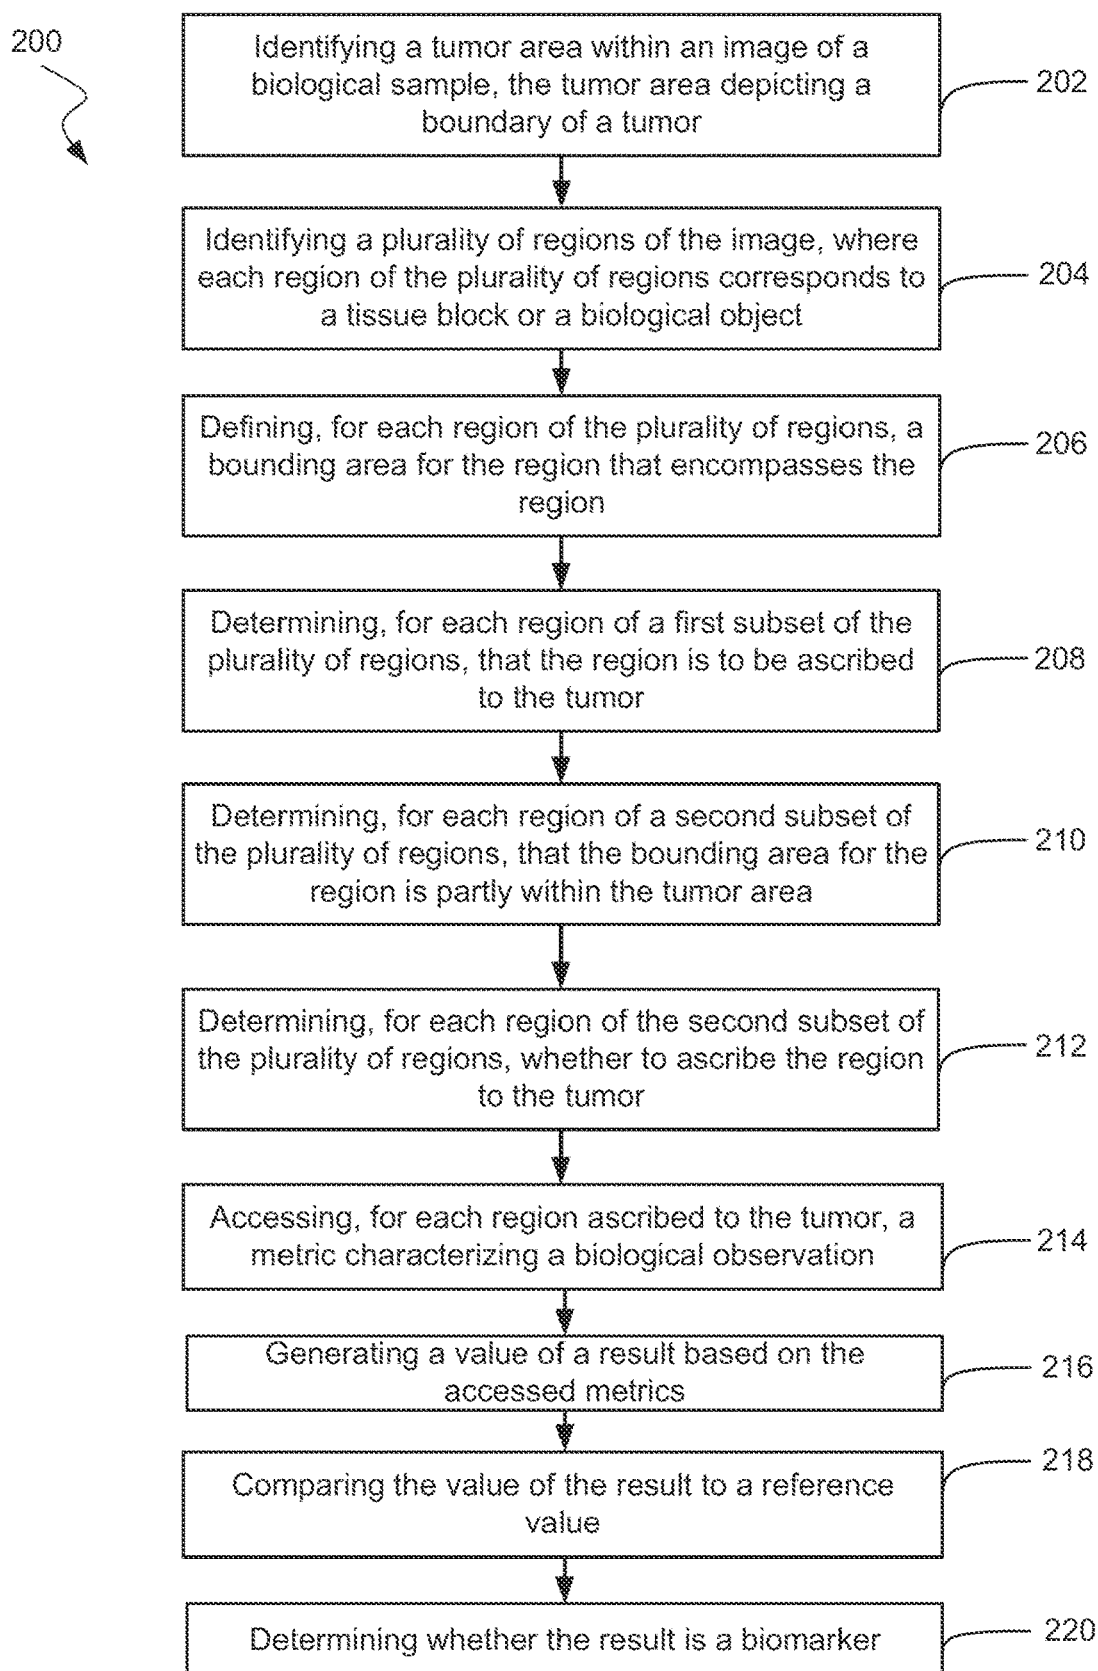 200
Identifying a tumor area within an image of a
biological sample, the tumor area depicting a
boundary of a tumor
202
Identifying a plurality of regions of the image, where
each region of the plurality of regions corresponds to
a tissue block or a biological object
204
Defining, for each region of the plurality of regions, a
bounding area for the region that encompasses the
region
206
Determining, for each region of a first subset of the
plurality of regions, that the region is to be ascribed
to the tumor
208
Determining, for each region of a second subset of
the plurality of regions, that the bounding area for the
region is partly within the tumor area
210
Determining, for each region of the second subset of
the plurality of regions, whether to ascribe the region
to the tumor
212
Accessing, for each region ascribed to the tumor, a
metric characterizing a biological observation
214
Generating a value of a result based on the
accessed metrics
216
Comparing the value of the result to a reference
value
218
Determining whether the result is a biomarker
220